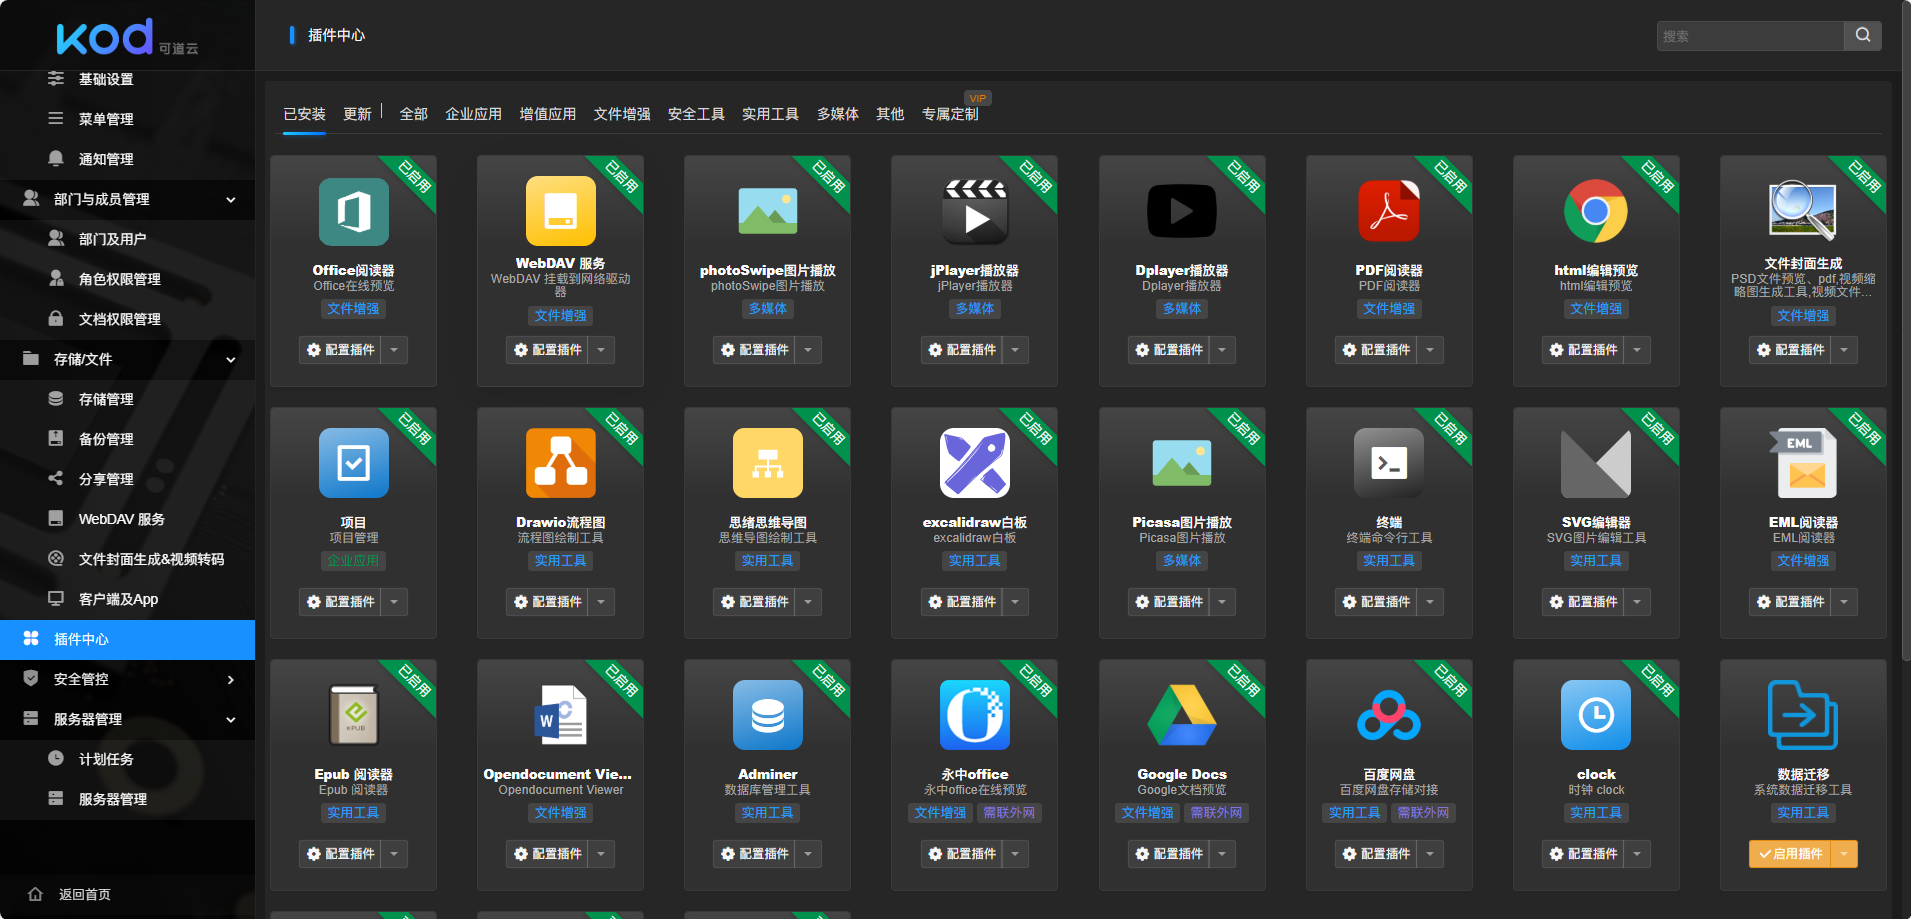 kod 可道云
基础设置
菜单管理
通知管理
部门与成员管理
部门及用户
角色权限管理
文档权限管理
存储/文件
存储管理
备份管理
分享管理
WebDAV 服务
文件封面生成&视频转码
客户端及App
插件中心
安全管控
服务器管理
计划任务
服务器管理
返回首页
插件中心
搜索
已安装 更新 全部 企业应用 增值应用 文件增强 安全工具 实用工具 多媒体 其他 专属定制 VIP
已启用
Office阅读器
Office在线预览
文件增强
配置插件
已启用
WebDAV 服务
WebDAV 挂载到网络驱动
器
文件增强
配置插件
已启用
photoSwipe图片播放
photoSwipe图片播放
多媒体
配置插件
已启用
jPlayer播放器
jPlayer播放器
多媒体
配置插件
已启用
Dplayer播放器
Dplayer播放器
多媒体
配置插件
已启用
PDF阅读器
PDF阅读器
文件增强
配置插件
已启用
html编辑预览
html编辑预览
文件增强
配置插件
已启用
文件封面生成
PSD文件预览、pdf,视频缩
略图生成工具,视频文件...
文件增强
配置插件
已启用
项目
项目管理
企业应用
配置插件
已启用
Drawio流程图
流程图绘制工具
实用工具
配置插件
已启用
思绪思维导图
思维导图绘制工具
实用工具
配置插件
已启用
excalidraw白板
excalidraw白板
实用工具
配置插件
已启用
Picasa图片播放
Picasa图片播放
多媒体
配置插件
已启用
终端
终端命令行工具
实用工具
配置插件
已启用
SVG编辑器
SVG图片编辑工具
实用工具
配置插件
已启用
EML
EML阅读器
EML阅读器
文件增强
配置插件
已启用
ePUB
Epub 阅读器
Epub 阅读器
实用工具
配置插件
已启用
W
Opendocument Vie...
Opendocument Viewer
文件增强
配置插件
已启用
Adminer
数据库管理工具
实用工具
配置插件
已启用
永中office
永中office在线预览
文件增强 需联外网
配置插件
已启用
Google Docs
Google文档预览
文件增强 需联外网
配置插件
已启用
百度网盘
百度网盘存储对接
实用工具 需联外网
配置插件
已启用
clock
时钟 clock
实用工具
配置插件
数据迁移
系统数据迁移工具
实用工具
启用插件